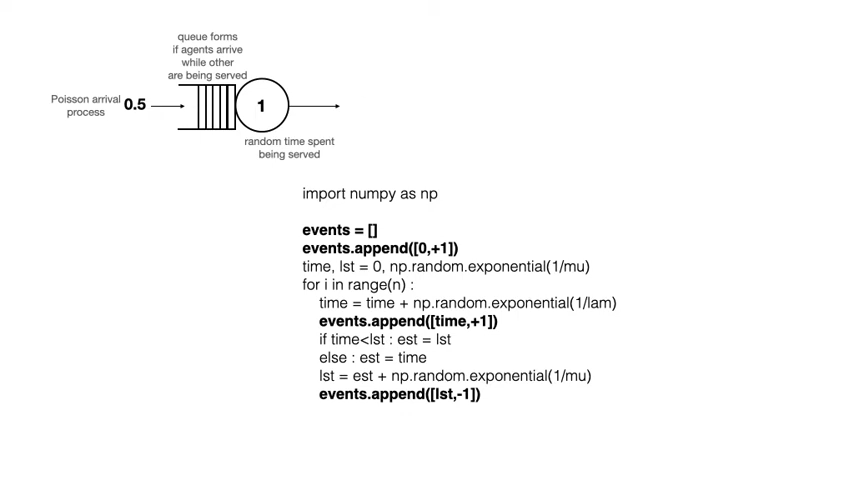 queue forms
if agents arrive
while other
are being served
Poisson arrival
process
0.5
1
random time spent
being served
import numpy as np
events = []
events.append([0,+1])
time, lst = 0, np.random.exponential(1/mu)
for i in range(n) :
time = time + np.random.exponential(1/lam)
events.append([time,+1])
if time<lst : est = lst
else : est = time
lst = est + np.random.exponential(1/mu)
events.append([lst,-1])